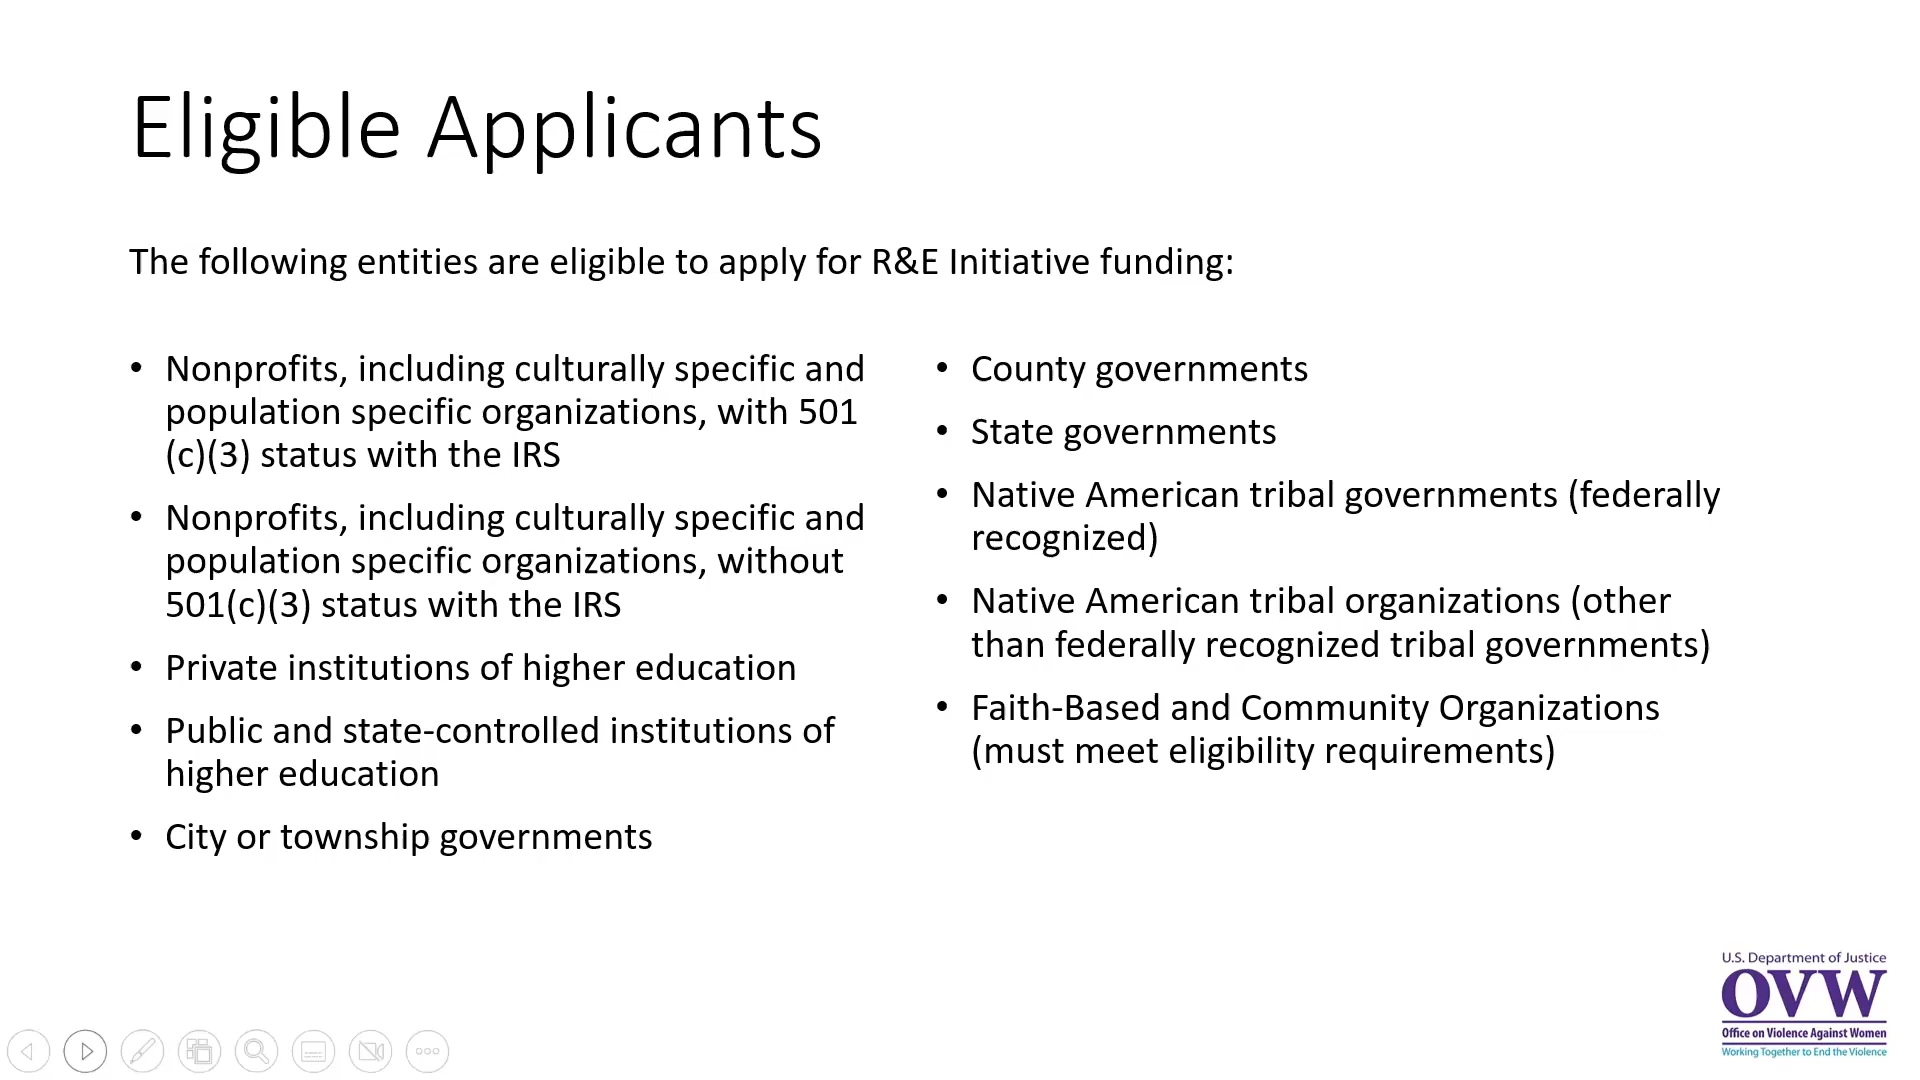 Eligible Applicants
The following entities are eligible to apply for R&E Initiative funding:
• Nonprofits, including culturally specific and
population specific organizations, with 501
(c)(3) status with the IRS
• Nonprofits, including culturally specific and
population specific organizations, without
501(c)(3) status with the IRS
• Private institutions of higher education
• Public and state-controlled institutions of
higher education
• City or township governments
• County governments
• State governments
• Native American tribal governments (federally
recognized)
• Native American tribal organizations (other
than federally recognized tribal governments)
• Faith-Based and Community Organizations
(must meet eligibility requirements)
U.S. Department of Justice
OVW
Office on Violence Against Women
Working Together to End the Violence